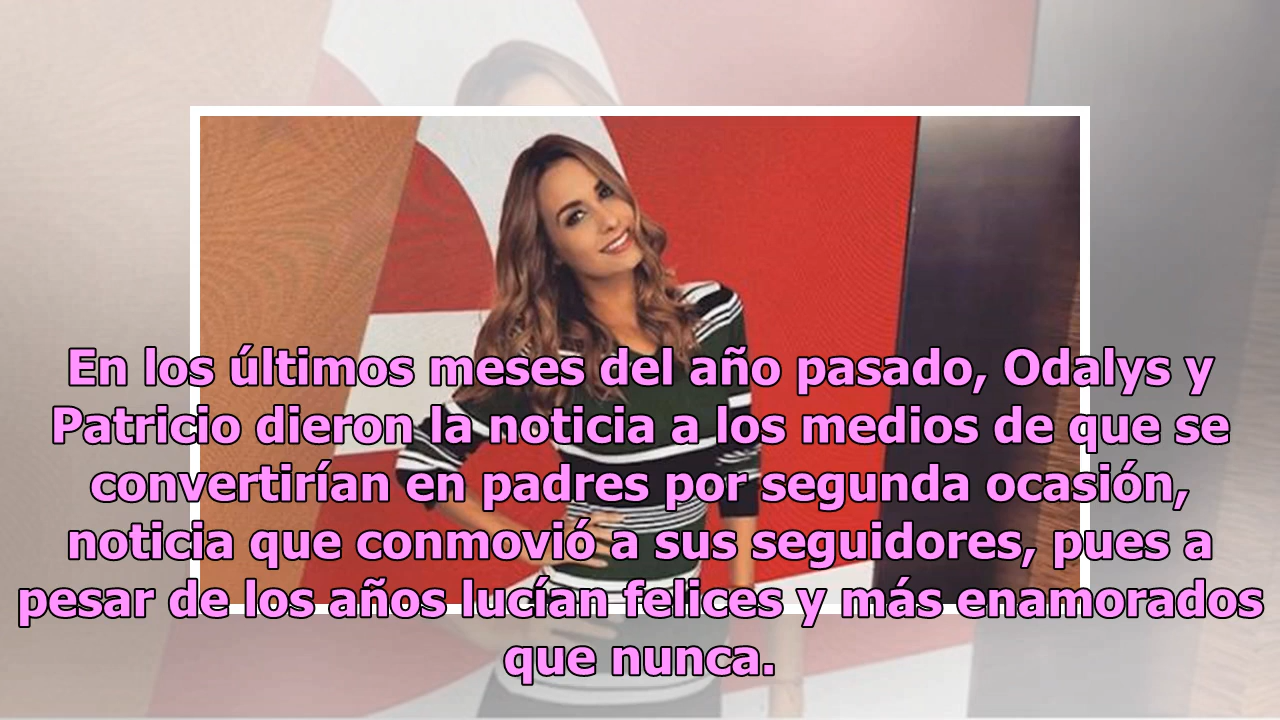 En los últimos meses del año pasado, Odalys y
Patricio dieron la noticia a los medios de que se
convertirían en padres por segunda ocasión,
noticia que conmovió a sus seguidores, pues a
pesar de los años lucían felices y más enamorados
que nunca.